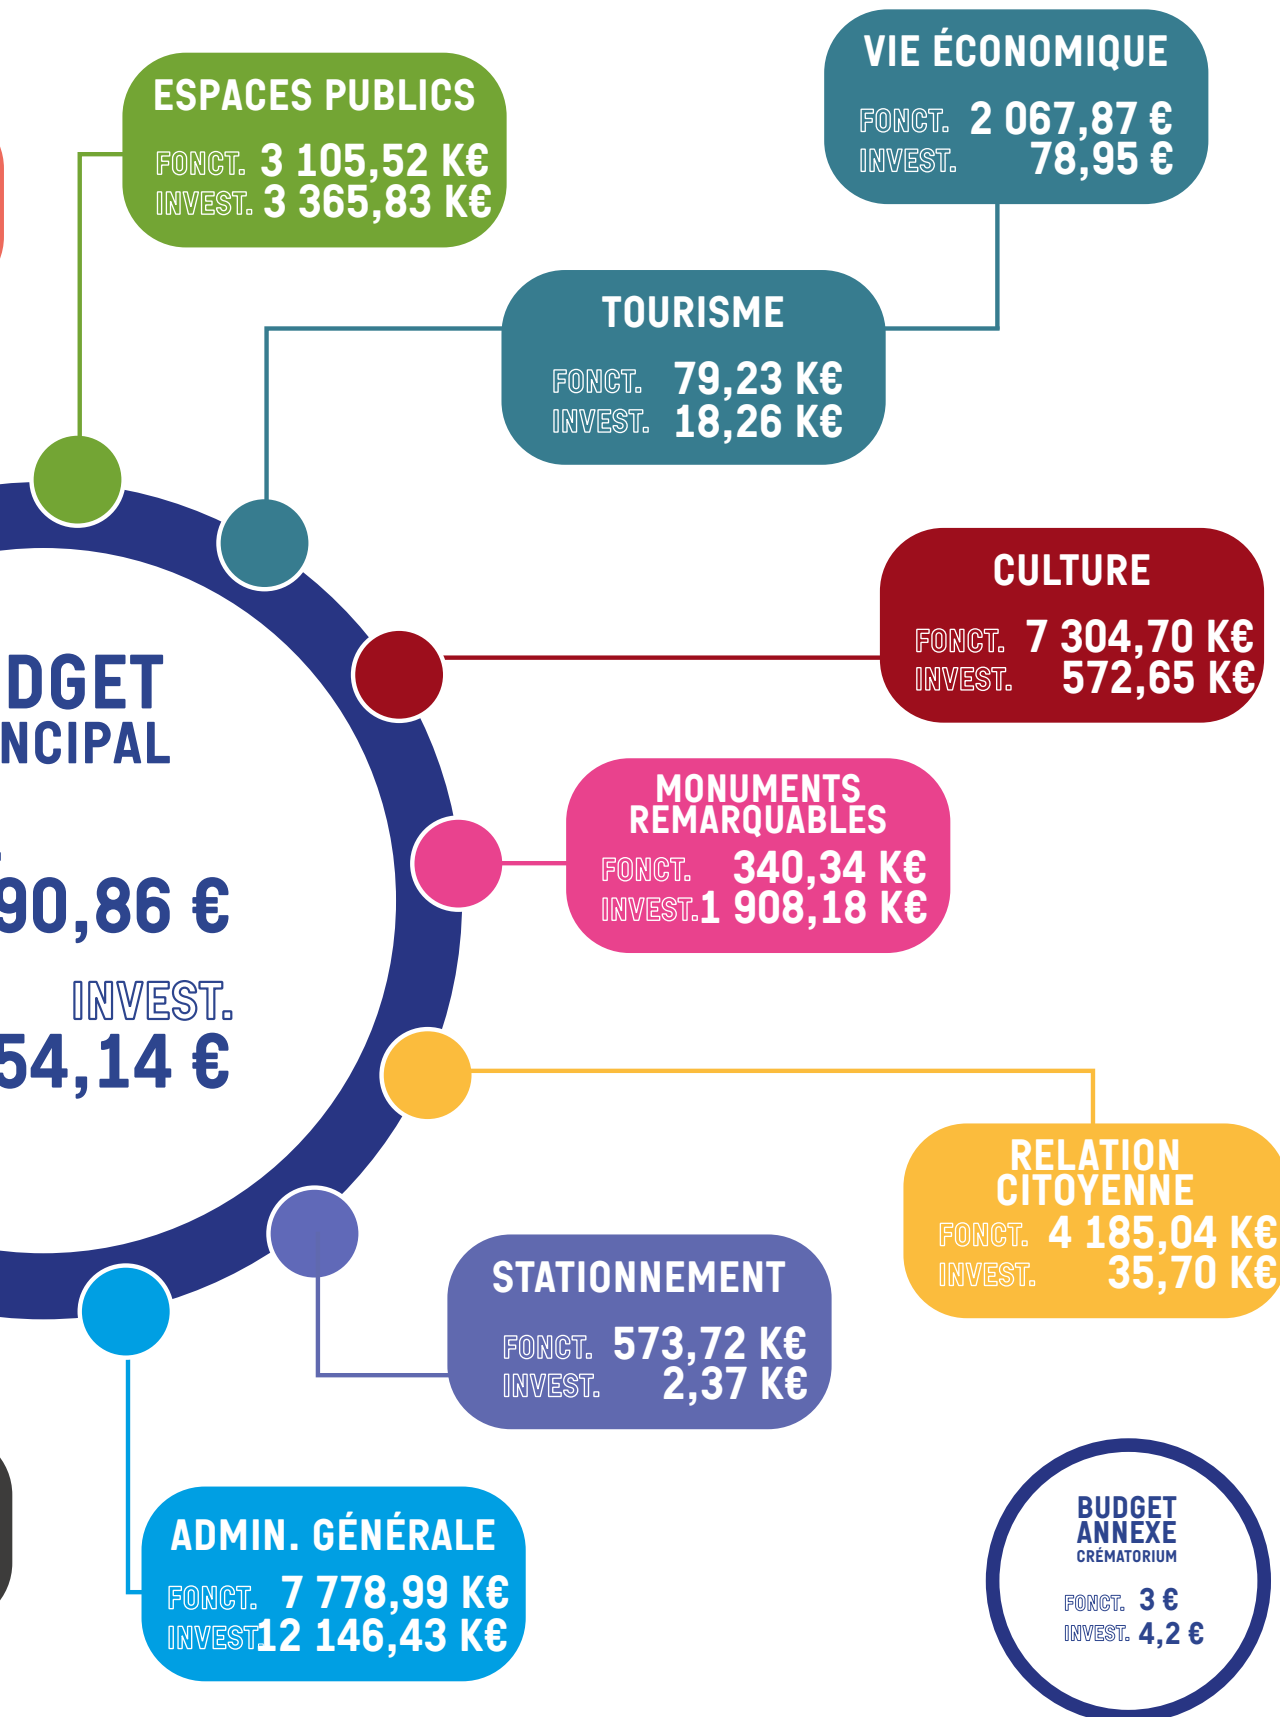 VIE ÉCONOMIQUE
FONCT. 2 067,87 €
INVEST. 78,95 €
ESPACES PUBLICS
FONCT. 3 105,52 K€
INVEST. 3 365,83 K€
TOURISME
FONCT. 79,23 K€
INVEST. 18,26 K€
CULTURE
FONCT. 7 304,70 K€
INVEST. 572,65 K€
DGET
NCIPAL
90,86 €
INVEST.
54,14 €
MONUMENTS
REMARQUABLES
FONCT. 340,34 K€
INVEST. 1 908,18 K€
RELATION
CITOYENNE
FONCT. 4 185,04 K€
INVEST. 35,70 K€
STATIONNEMENT
FONCT. 573,72 K€
INVEST. 2,37 K€
ADMIN. GÉNÉRALE
FONCT. 7 778,99 K€
INVEST. 12 146,43 K€
BUDGET
ANNEXE
CRÉMATORIUM
FONCT. 3 €
INVEST. 4,2 €